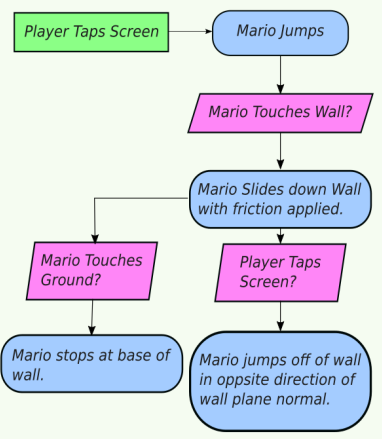 Player Taps Screen
Mario Jumps
Mario Touches Wall?
Mario Slides down Wall
with friction applied.
Mario Touches
Ground?
Player Taps
Screen?
Mario stops at base of
wall.
Mario jumps off of wall
in oppsite direction of
wall plane normal.